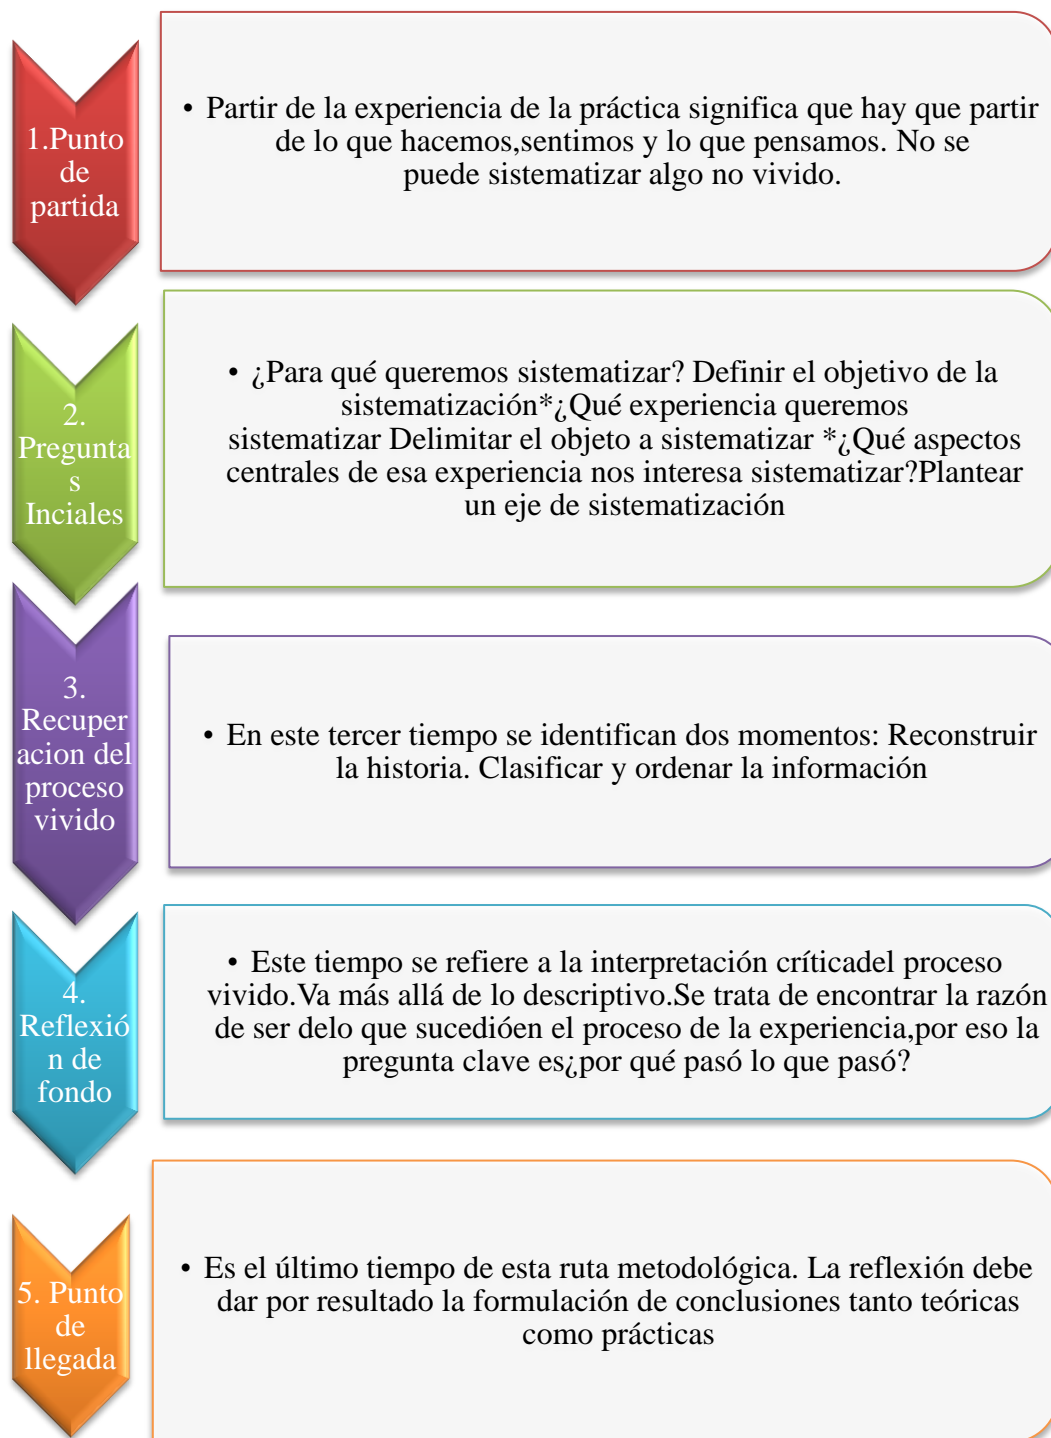 1.Punto
de
partida
• Partir de la experiencia de la práctica significa que hay que partir
de lo que hacemos,sentimos y lo que pensamos. No se
puede sistematizar algo no vivido.
2.
Pregunta
s
Inciales
• ¿Para qué queremos sistematizar? Definir el objetivo de la
sistematización*¿Qué experiencia queremos
sistematizar Delimitar el objeto a sistematizar *¿Qué aspectos
centrales de esa experiencia nos interesa sistematizar?Plantear
un eje de sistematización
3.
Recuper
acion del
proceso
vivido
• En este tercer tiempo se identifican dos momentos: Reconstruir
la historia. Clasificar y ordenar la información
4.
Reflexió
n de
fondo
• Este tiempo se refiere a la interpretación críticadel proceso
vivido.Va más allá de lo descriptivo.Se trata de encontrar la razón
de ser delo que sucedióen el proceso de la experiencia,por eso la
pregunta clave es¿por qué pasó lo que pasó?
5. Punto
de
llegada
• Es el último tiempo de esta ruta metodológica. La reflexión debe
dar por resultado la formulación de conclusiones tanto teóricas
como prácticas